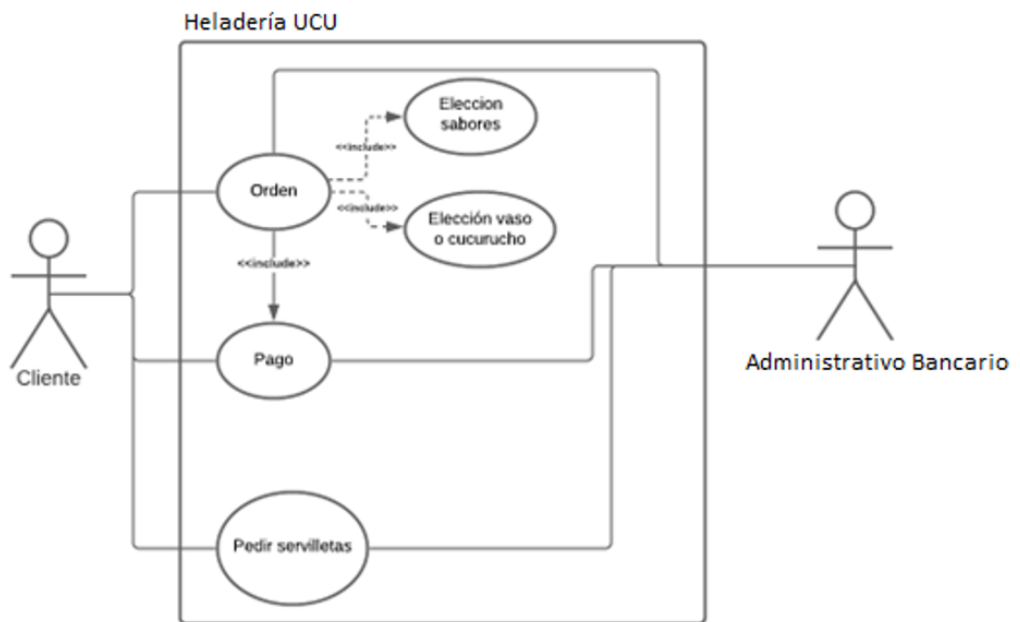 Heladería UCU
Eleccion
sabores
<<include>>
Orden
<<include>>
Elección vaso
o cucurucho
<<include>>
Pago
Cliente
Administrativo Bancario
Pedir servilletas